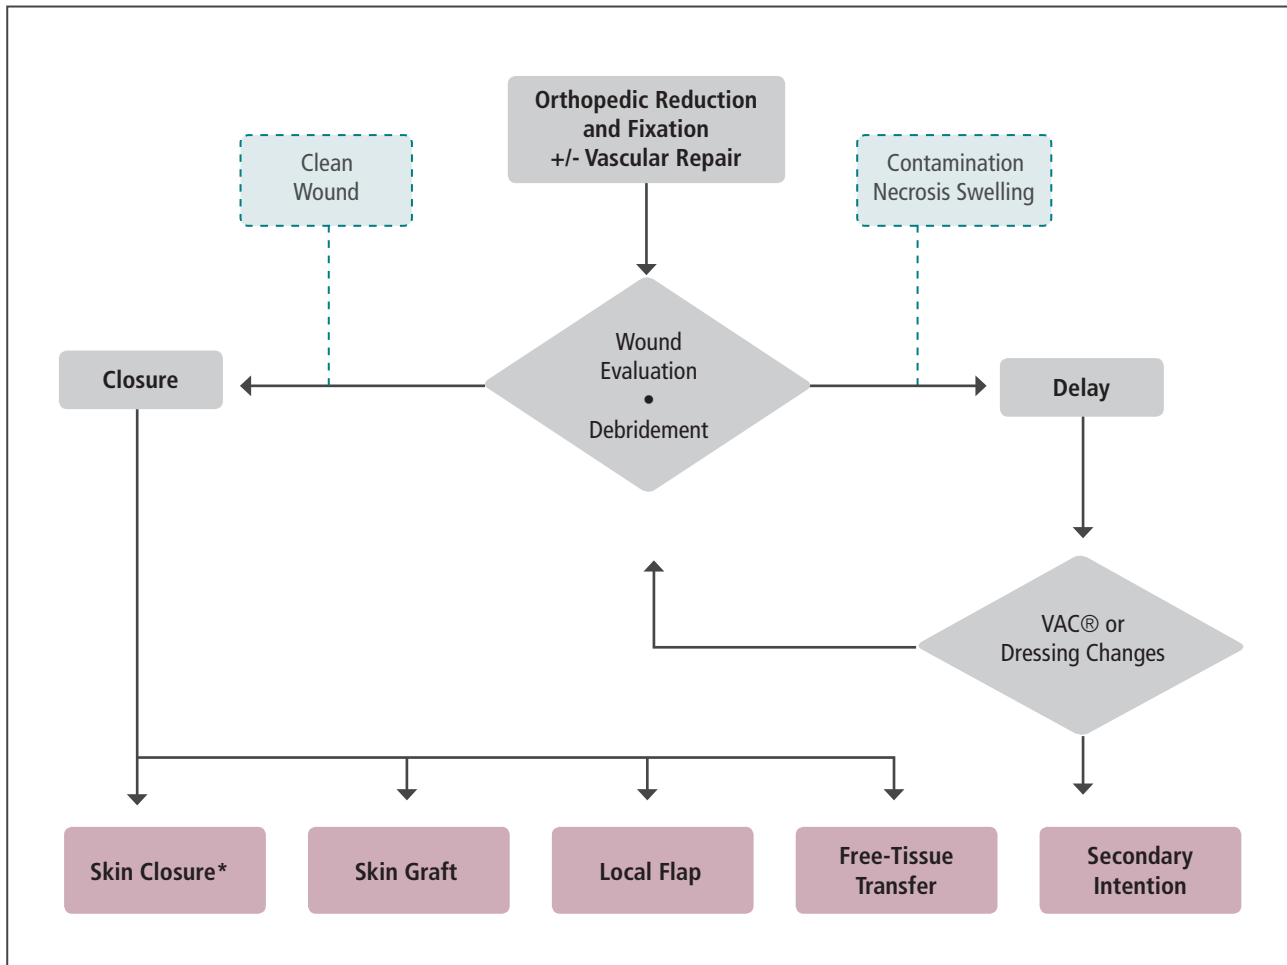 Orthopedic Reduction
and Fixation
+/- Vascular Repair
Clean
Wound
Contamination
Necrosis Swelling
Wound
Evaluation
•
Debridement
Closure
Delay
VAC® or
Dressing Changes
Skin Closure*
Skin Graft
Local Flap
Free-Tissue
Transfer
Secondary
Intention